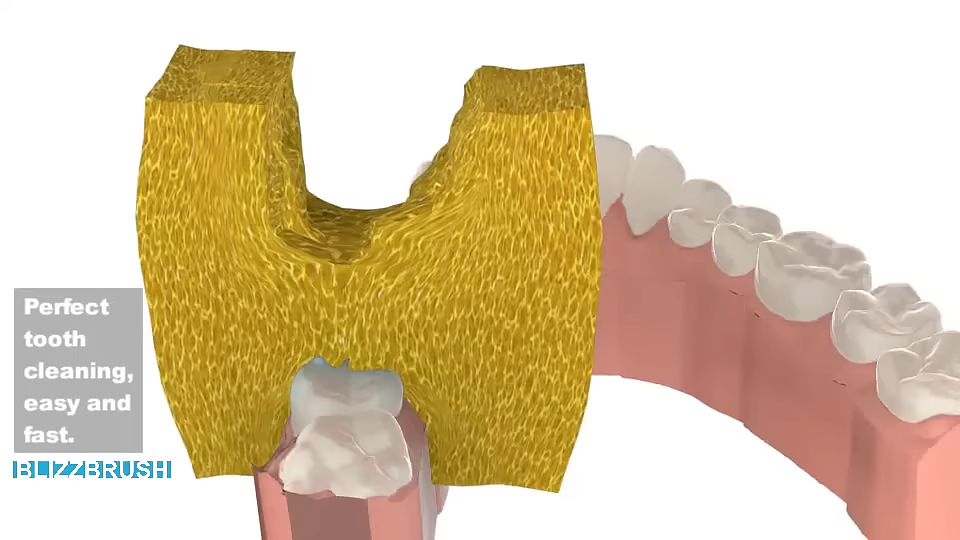 Perfect
tooth
cleaning,
easy and
fast.
BLIZZBRUSH